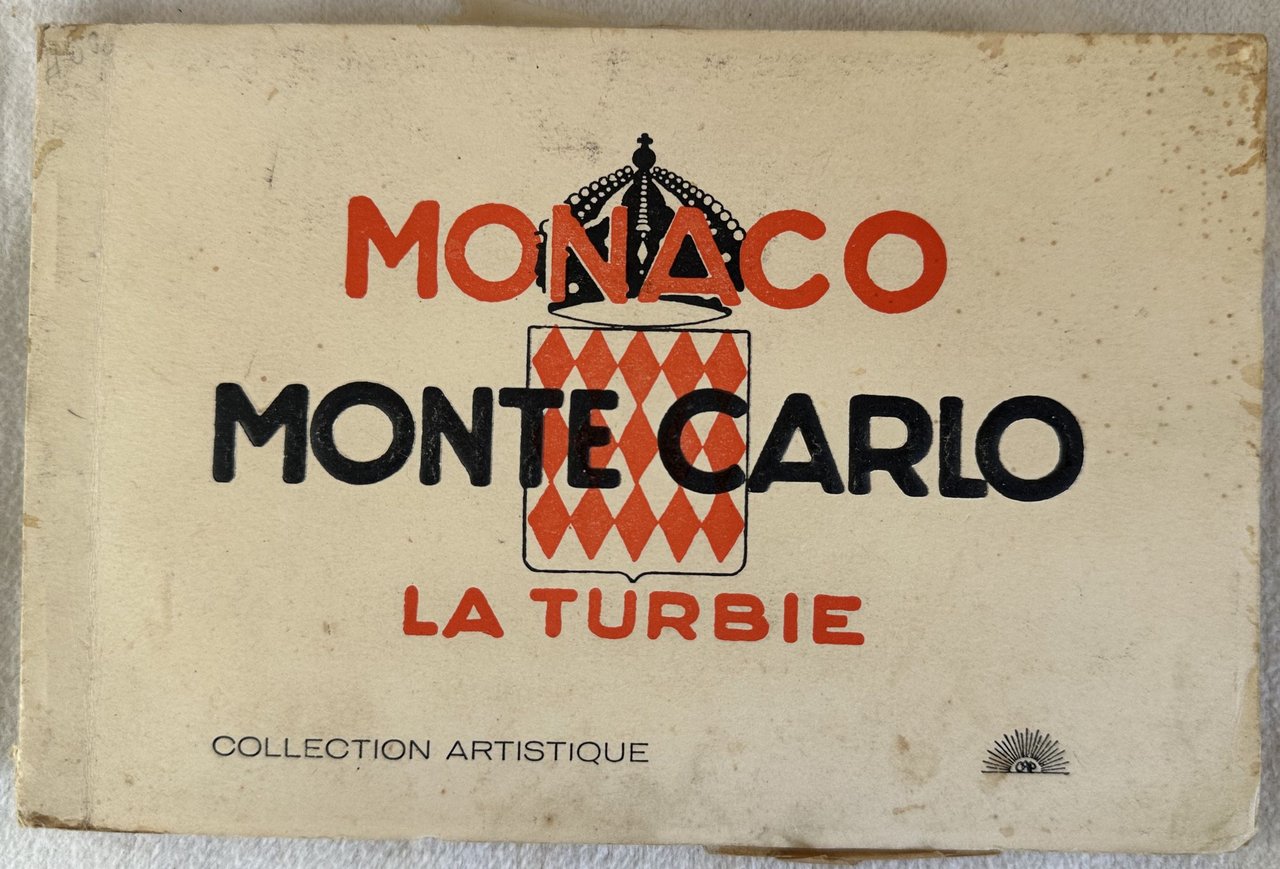 MONACO
MONTE CARLO
LA TURBIE
COLLECTION ARTISTIQUE